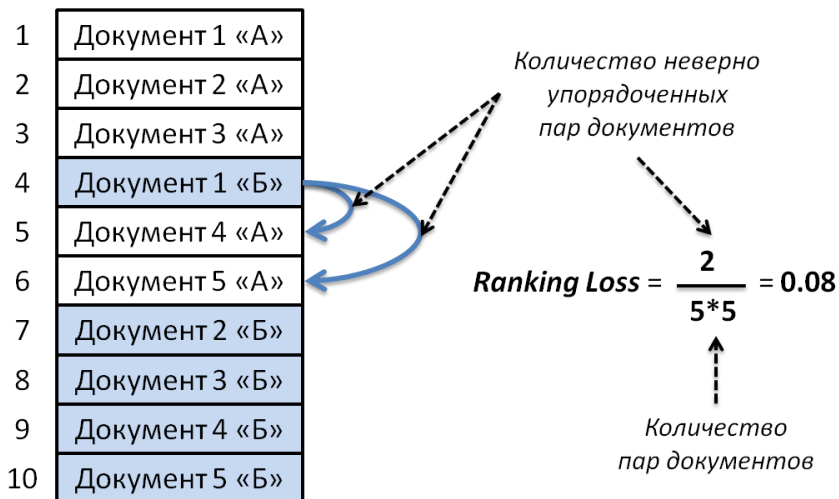 1 Документ 1 «А»
2 Документ 2 «А»
3 Документ 3 «А»
4 Документ 1 «Б»
5 Документ 4 «А»
6 Документ 5 «А»
7 Документ 2 «Б»
8 Документ 3 «Б»
9 Документ 4 «Б»
10 Документ 5 «Б»
Количество неверно
упорядоченных
пар документов
2
Ranking Loss = = 0.08
5*5
Количество
пар документов